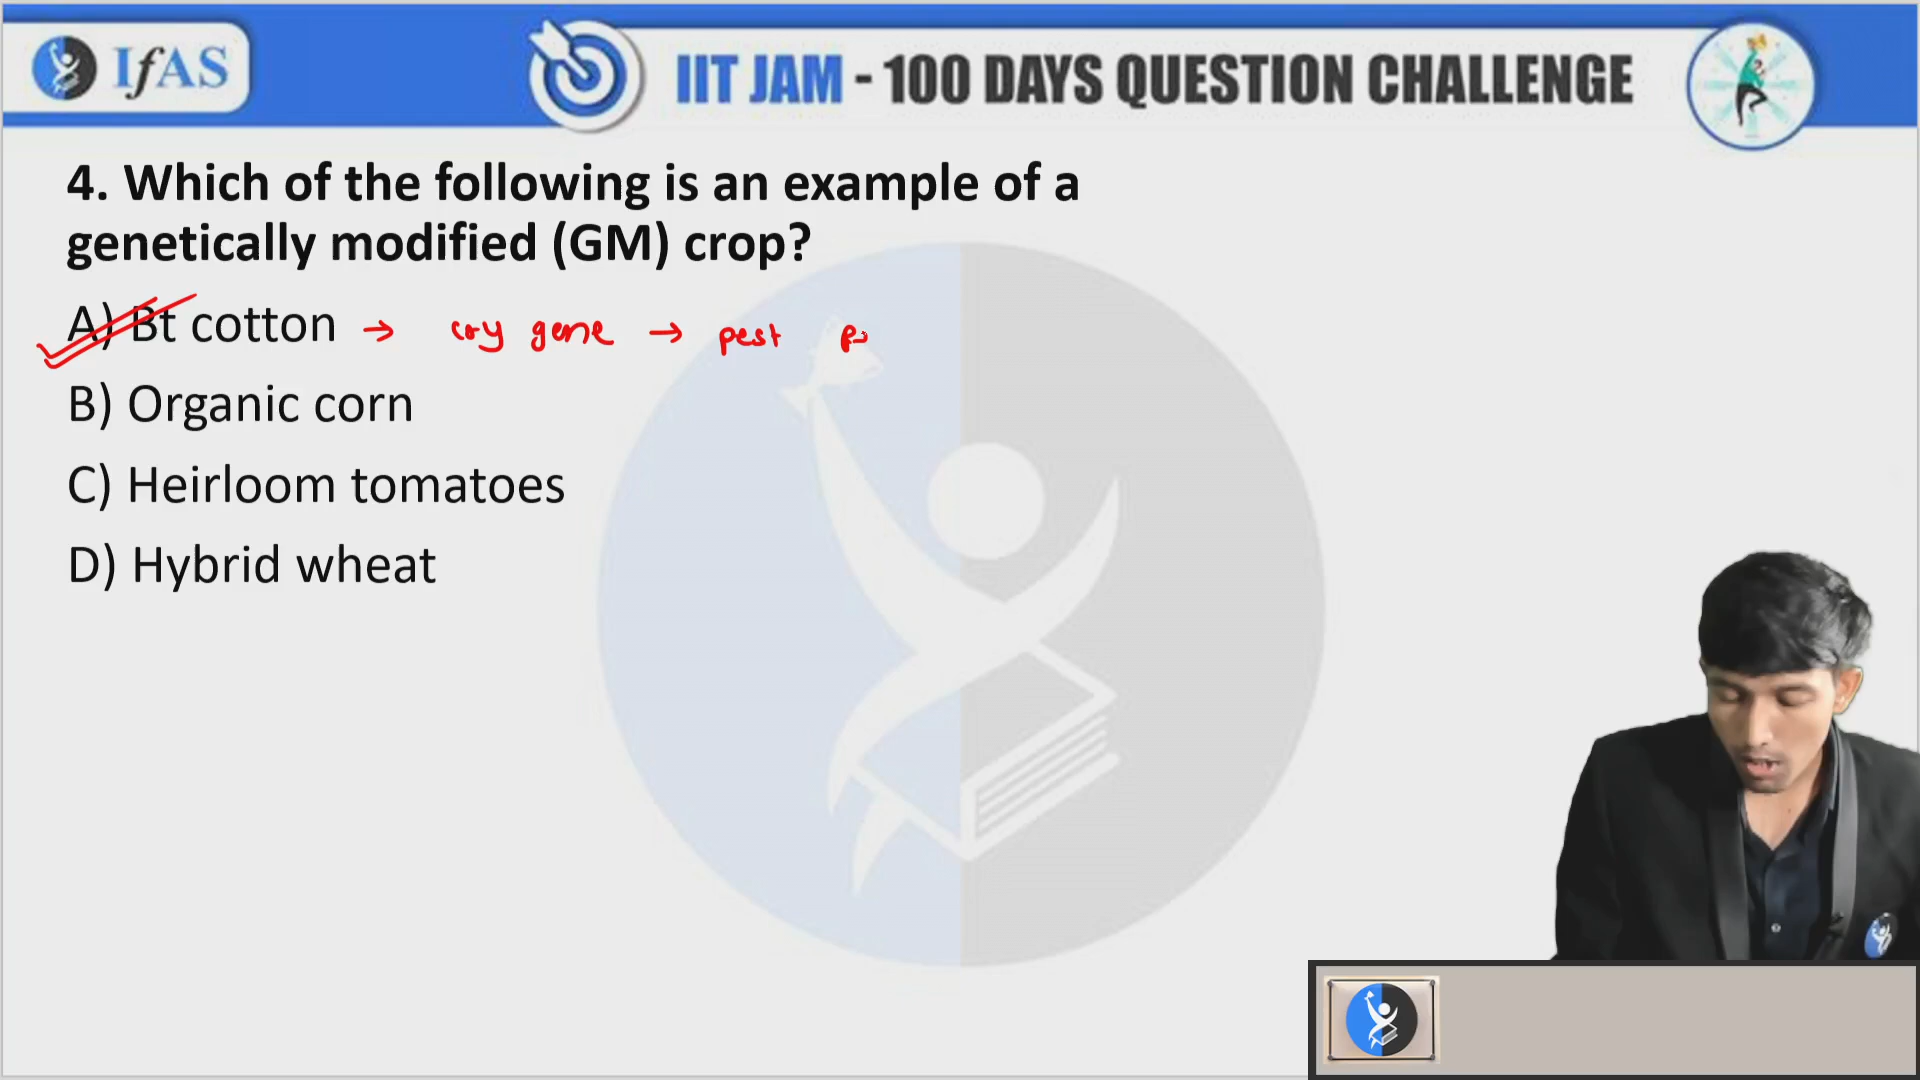 IfAS
IIT JAM - 100 DAYS QUESTION CHALLENGE
4. Which of the following is an example of a
genetically modified (GM) crop?
A) Bt cotton → cry gene → pest
B) Organic corn
C) Heirloom tomatoes
D) Hybrid wheat